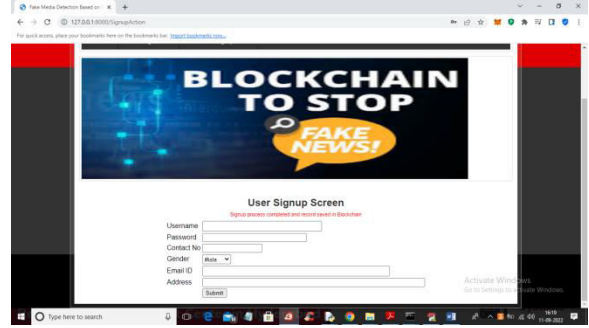 Fake Media Detection Based on
127.0.0.1:8000/SignupAction
For quick access, place your bookmarks here on the bookmarks bar. Import bookmarks now...
BLOCKCHAIN
TO STOP
FAKE
NEWS!
User Signup Screen
Signup process completed and record saved in Blockchain
Username
Password
Contact No
Gender Male
Email ID
Address
Submit
Activate Windows
Go to Settings to activate Windows.
Type here to search
16:19
11-09-2022